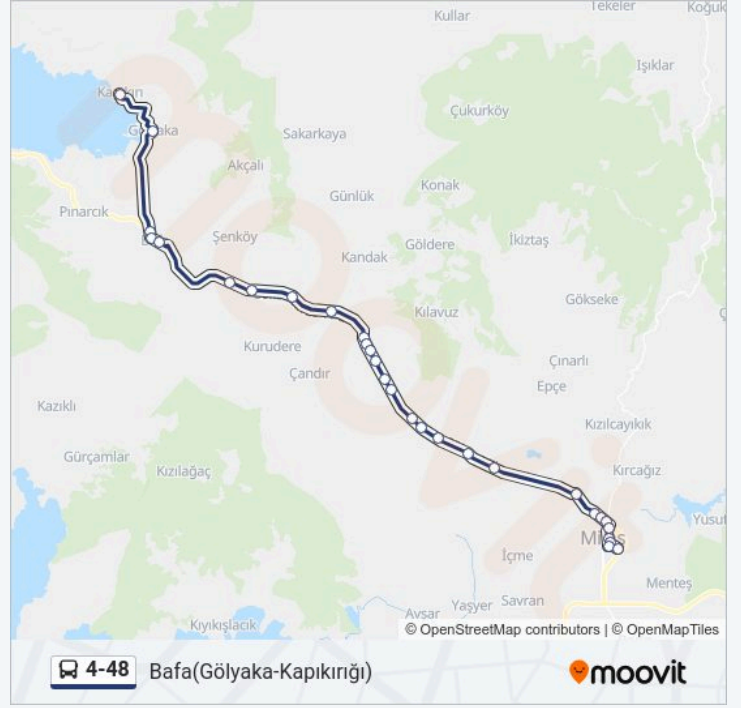 Kullar
Tekeler
Işıklar
Çukurköy
Sakarkaya
Akçalı
Konak
Günlük
Pınarcık
Şenköy
Göldere
İkiztaş
Kandak
Gökseke
Kılavuz
Kurudere
Çandır
Çınarlı
Epçe
Kazıklı
Kızılcayıkık
Gürçamlar
Kızılağaç
Kırcağız
İçme
Menteş
Avşar
Yaşyer
Savran
Kıyıkışlacık
© OpenStreetMap contributors | © OpenMapTiles
4-48 Bafa(Gölyaka-Kapıkırığı)
moovit